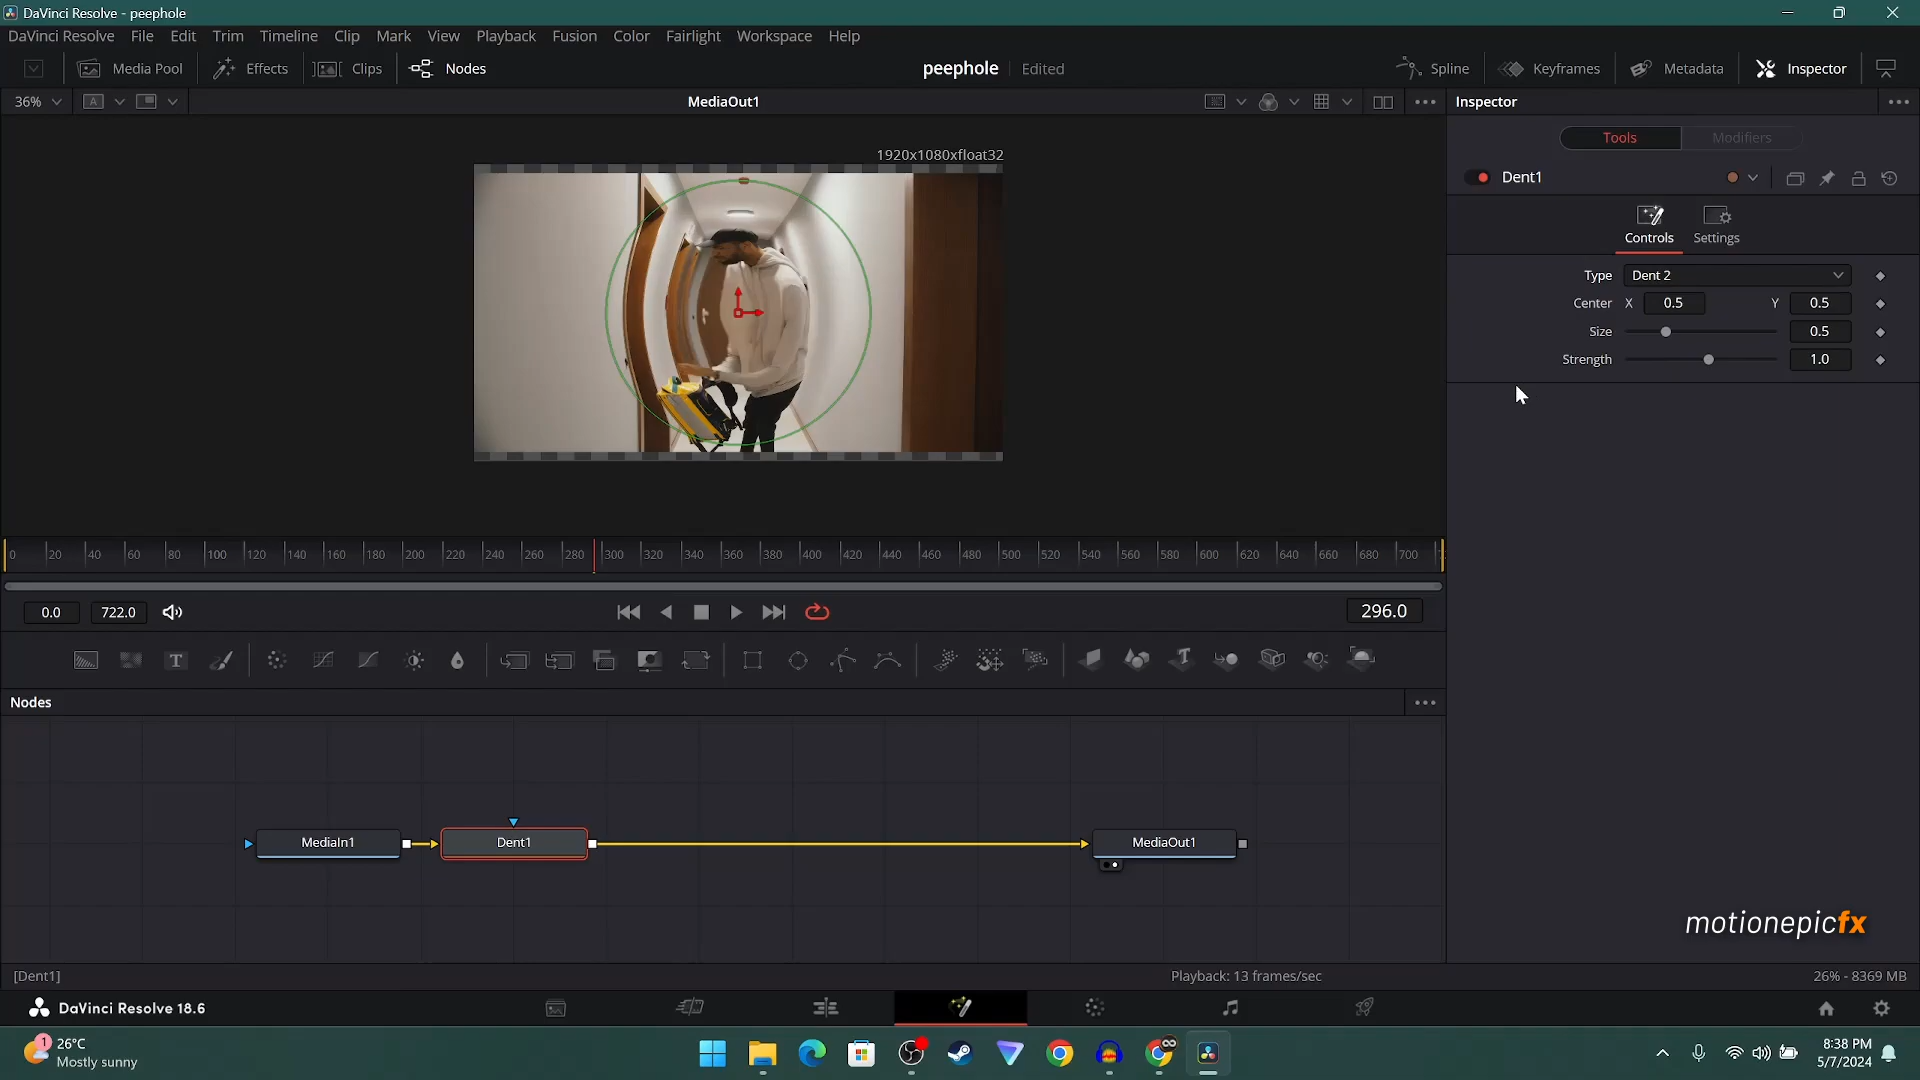 DaVinci Resolve - peephole
DaVinci Resolve File Edit Trim Timeline Clip Mark View Playback Fusion Color Fairlight Workspace Help
Media Pool Effects Clips Nodes peephole Edited Spline Keyframes Metadata Inspector
36% A MediaOut1 Inspector
1920x1080xfloat32
Tools Modifiers
Dent1
Controls Settings
Type Dent 2
Center X 0.5 Y 0.5
Size 0.5
Strength 1.0
0 20 40 60 80 100 120 140 160 180 200 220 240 260 280 300 320 340 360 380 400 420 440 460 480 500 520 540 560 580 600 620 640 660 680 700
0.0 722.0 296.0
T T
Nodes
MediaIn1 Dent1 MediaOut1
motionepicfx
[Dent1] Playback: 13 frames/sec 26% - 8369 MB
DaVinci Resolve 18.6
1
26°C
Mostly sunny
8:38 PM
5/7/2024